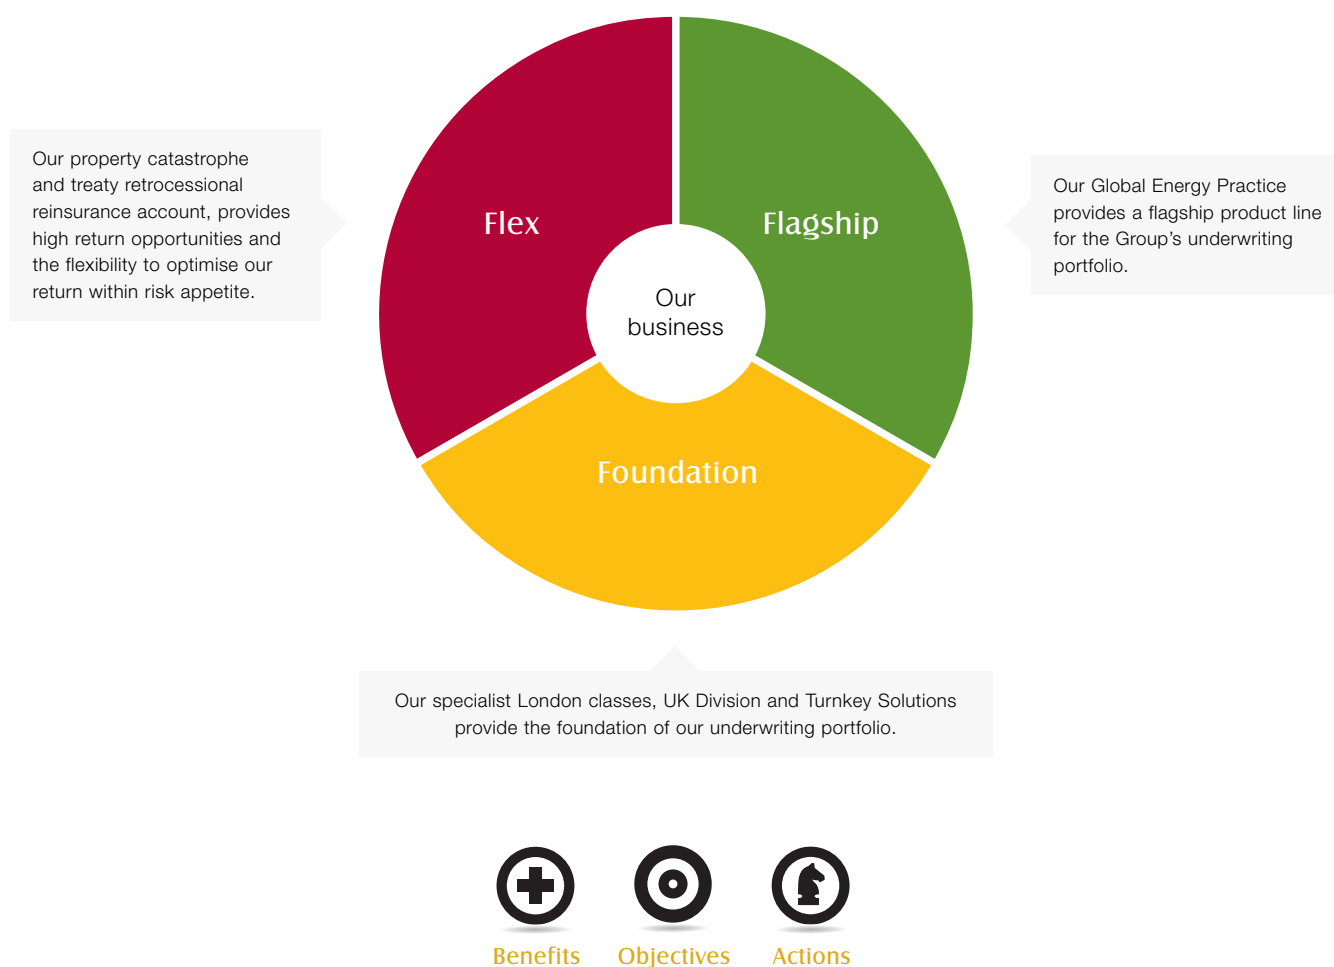 Our property catastrophe
and treaty retrocessional
reinsurance account, provides
high return opportunities and
the flexibility to optimise our
return within risk appetite.
Flex
Flagship
Our
business
Foundation
Our Global Energy Practice
provides a flagship product line
for the Group’s underwriting
portfolio.
Our specialist London classes, UK Division and Turnkey Solutions
provide the foundation of our underwriting portfolio.
Benefits
Objectives
Actions